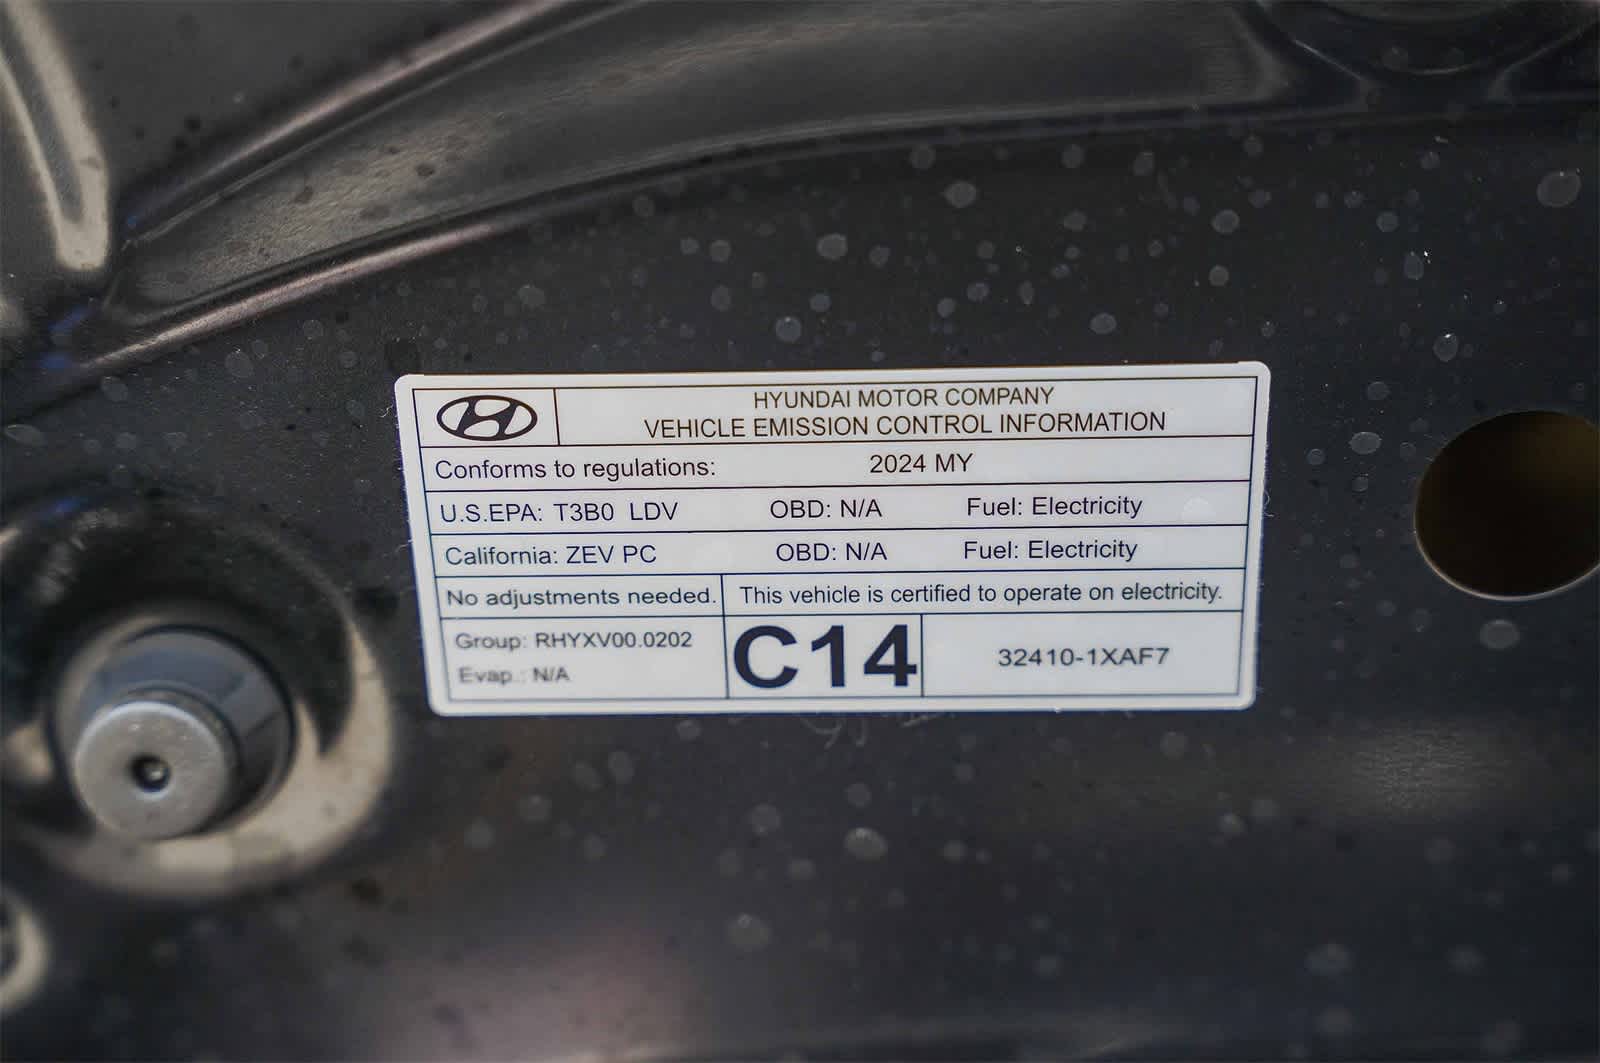 HYUNDAI MOTOR COMPANY
VEHICLE EMISSION CONTROL INFORMATION
Conforms to regulations: 2024 MY
U.S.EPA: T3B0 LDV OBD: N/A Fuel: Electricity
California: ZEV PC OBD: N/A Fuel: Electricity
No adjustments needed. This vehicle is certified to operate on electricity.
Group: RHYXV00.0202
Evap.: N/A
C14
32410-1XAF7